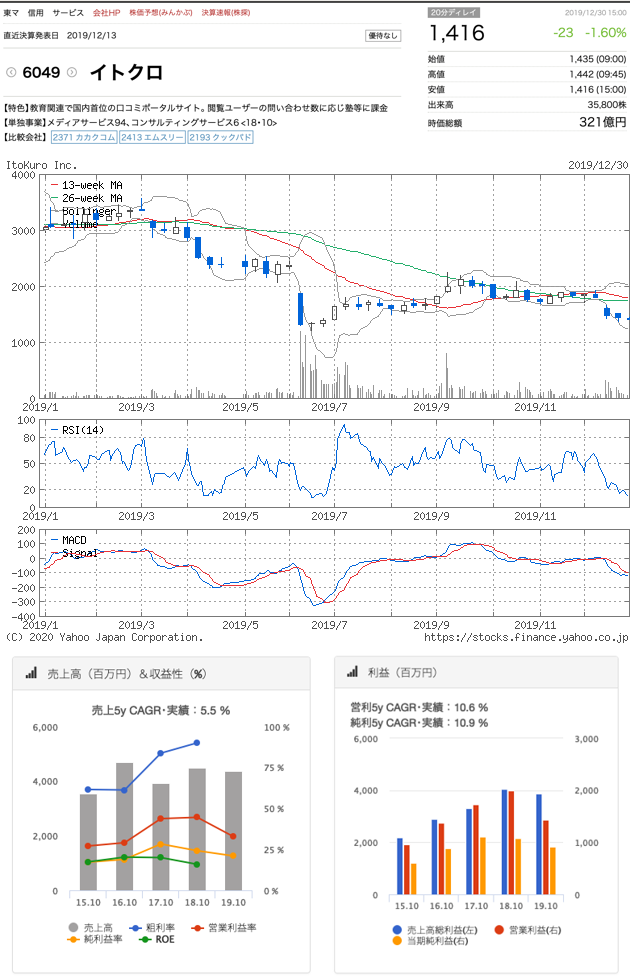 東マ 信用 サービス 会社HP 株価予想(みんかぶ) 決算速報(株探)
直近決算発表日 2019/12/13 優待なし
6049 イトクロ
【特色】教育関連で国内首位の口コミポータルサイト。閲覧ユーザーの問い合わせ数に応じ塾等に課金
【単独事業】メディアサービス94、コンサルティングサービス6<18・10>
【比較会社】 2371 カカクコム 2413 エムスリー 2193 クックパド
20分ディレイ 2019/12/30 15:00
1,416 -23 -1.60%
始値 1,435 (09:00)
高値 1,442 (09:45)
安値 1,416 (15:00)
出来高 35,800株
時価総額 321億円
ItoKuro Inc. 2019/12/30
4000
3000
2000
1000
0
13-week MA
26-week MA
Bollinger
Volume
2019/1 2019/3 2019/5 2019/7 2019/9 2019/11
100
80
50
20
0
RSI(14)
2019/1 2019/3 2019/5 2019/7 2019/9 2019/11
200
100
0
-100
-200
-300
-400
MACD
Signal
2019/1 2019/3 2019/5 2019/7 2019/9 2019/11
(C) 2020 Yahoo Japan Corporation. https://stocks.finance.yahoo.co.jp
売上高（百万円）＆収益性（%）
売上5y CAGR･実績：5.5 %
6,000 100 %
75 %
4,000
50 %
2,000
25 %
0 0 %
15.10 16.10 17.10 18.10 19.10
売上高 粗利率 営業利益率
純利益率 ROE
利益（百万円）
営利5y CAGR･実績：10.6 %
純利5y CAGR･実績：10.9 %
6,000 3,000
4,000 2,000
2,000 1,000
0 0
15.10 16.10 17.10 18.10 19.10
売上高総利益(左) 営業利益(右)
当期純利益(右)